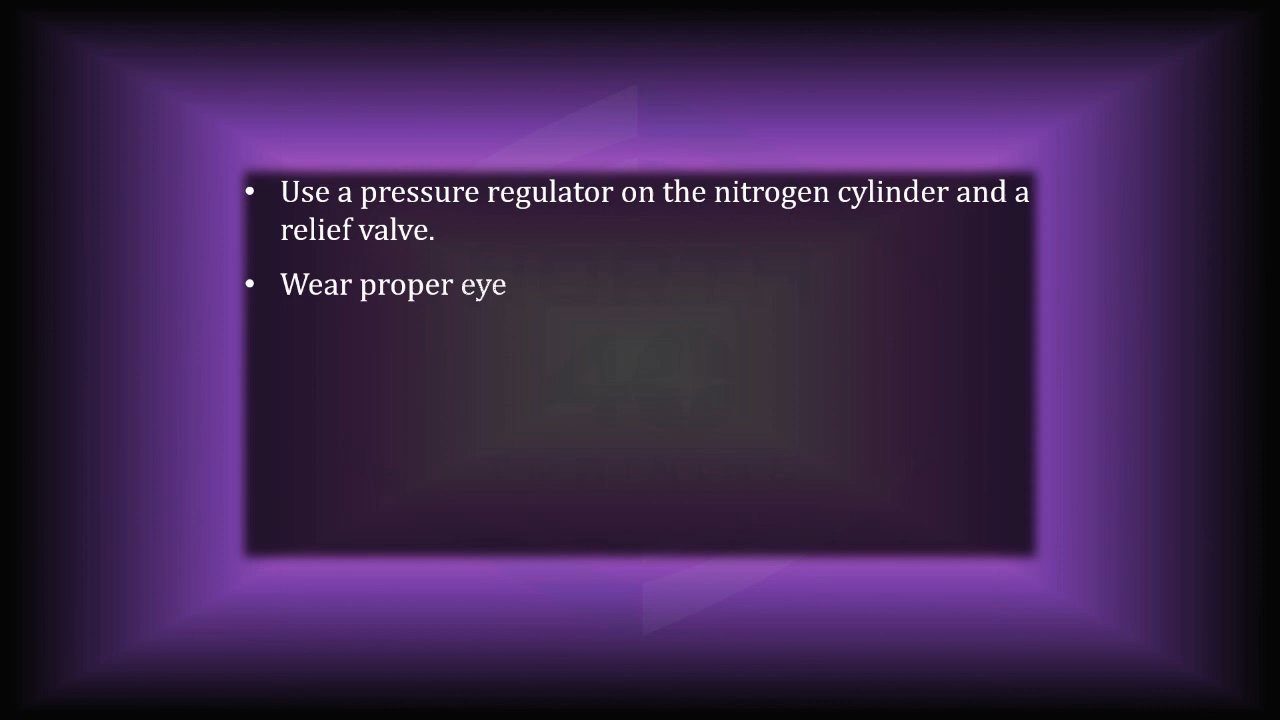 • Use a pressure regulator on the nitrogen cylinder and a
relief valve.
• Wear proper eye